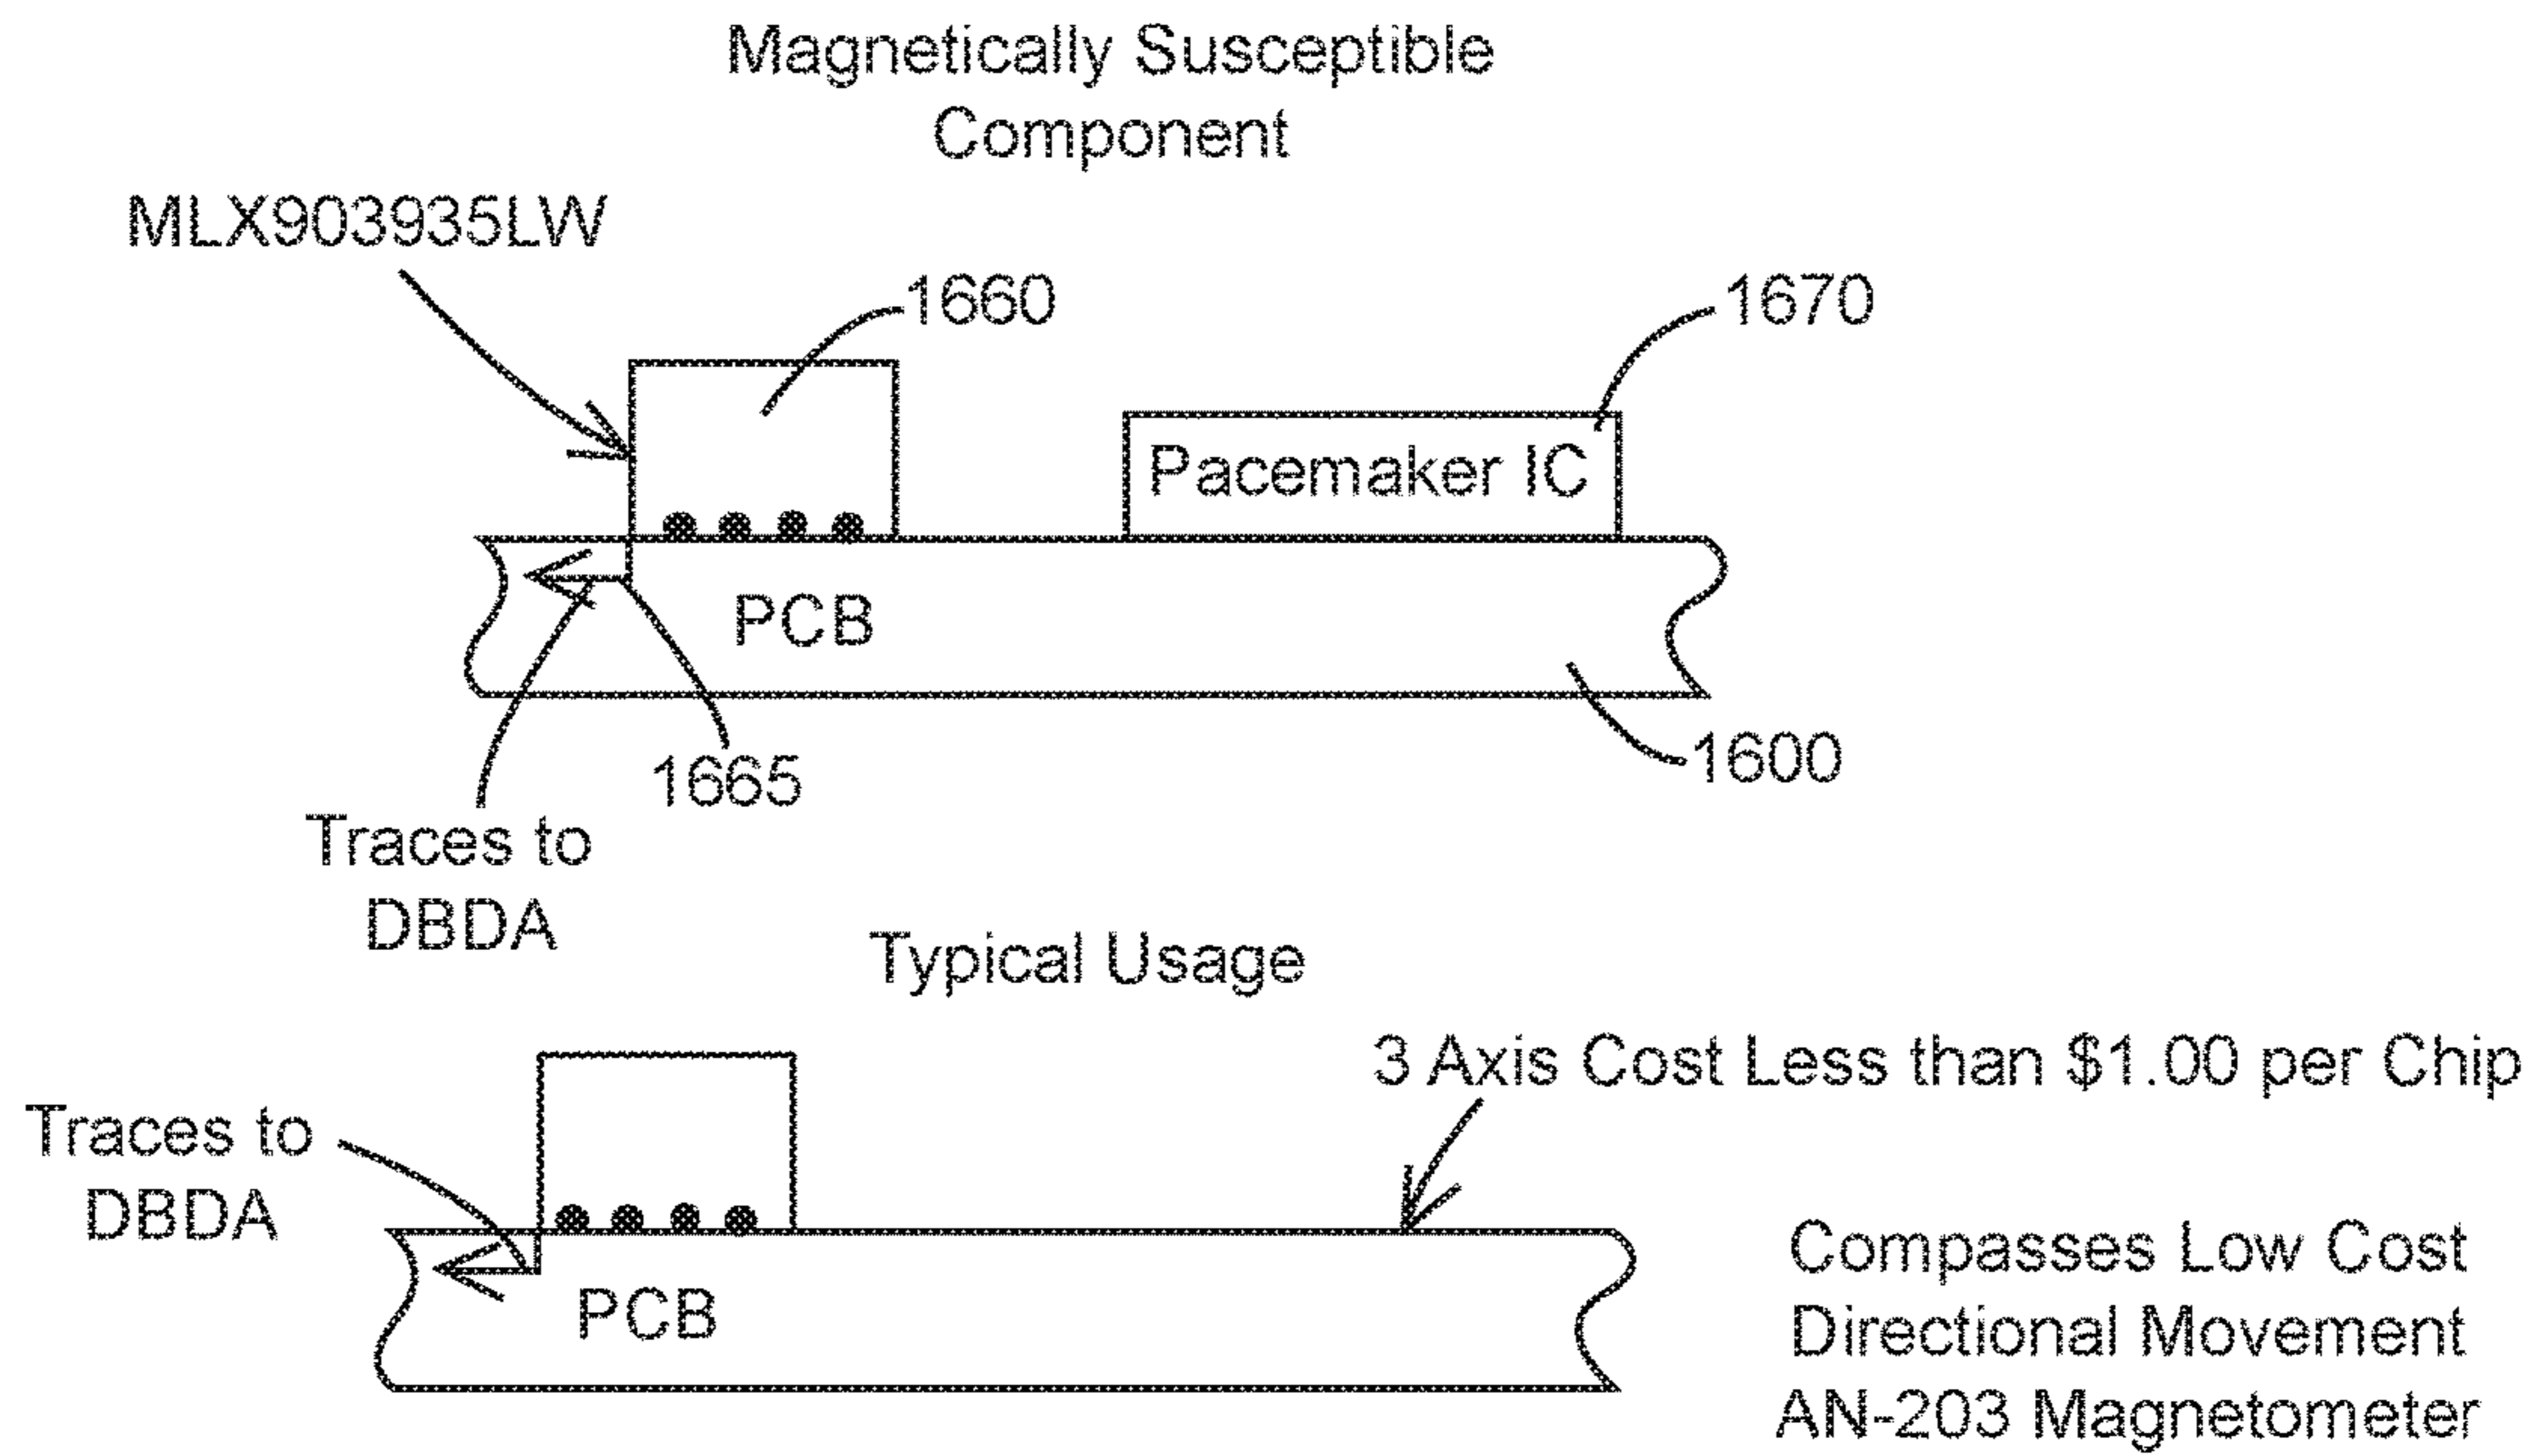 Magnetically Susceptible
Component
MLX903935LW
1660
1670
Pacemaker IC
PCB
1665
1600
Traces to
DBDA
Typical Usage
3 Axis Cost Less than $1.00 per Chip
Traces to
DBDA
PCB
Compasses Low Cost
Directional Movement
AN-203 Magnetometer